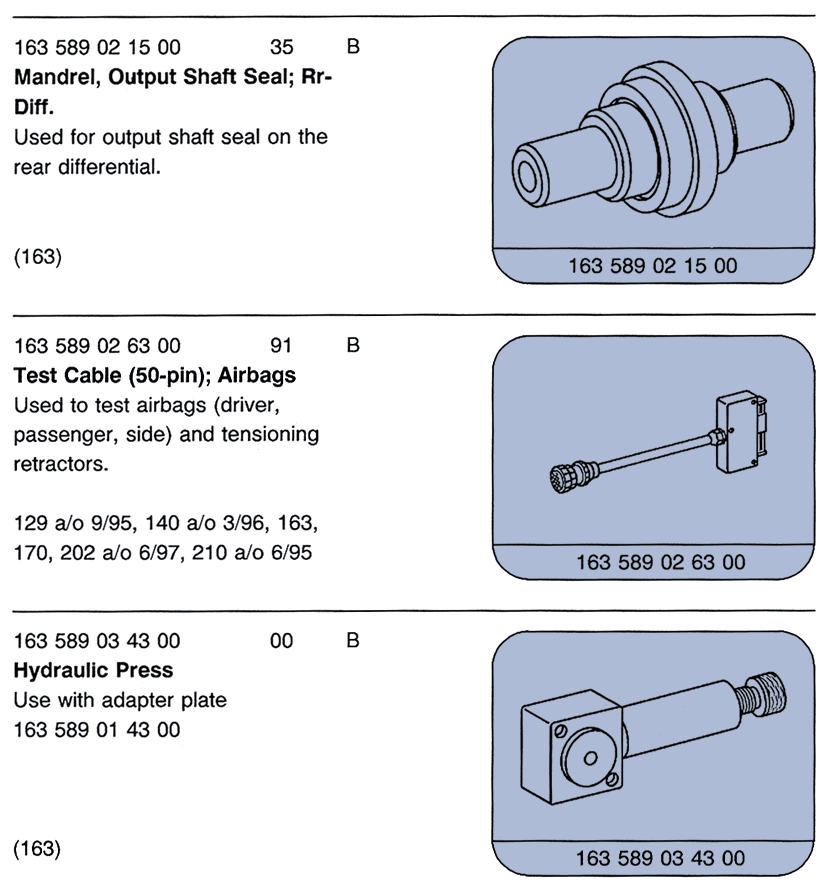 163 589 02 15 00 35 B
Mandrel, Output Shaft Seal; Rr-
Diff.
Used for output shaft seal on the
rear differential.
(163)
163 589 02 15 00
163 589 02 63 00 91 B
Test Cable (50-pin); Airbags
Used to test airbags (driver,
passenger, side) and tensioning
retractors.
129 a/o 9/95, 140 a/o 3/96, 163,
170, 202 a/o 6/97, 210 a/o 6/95
163 589 02 63 00
163 589 03 43 00 00 B
Hydraulic Press
Use with adapter plate
163 589 01 43 00
(163)
163 589 03 43 00